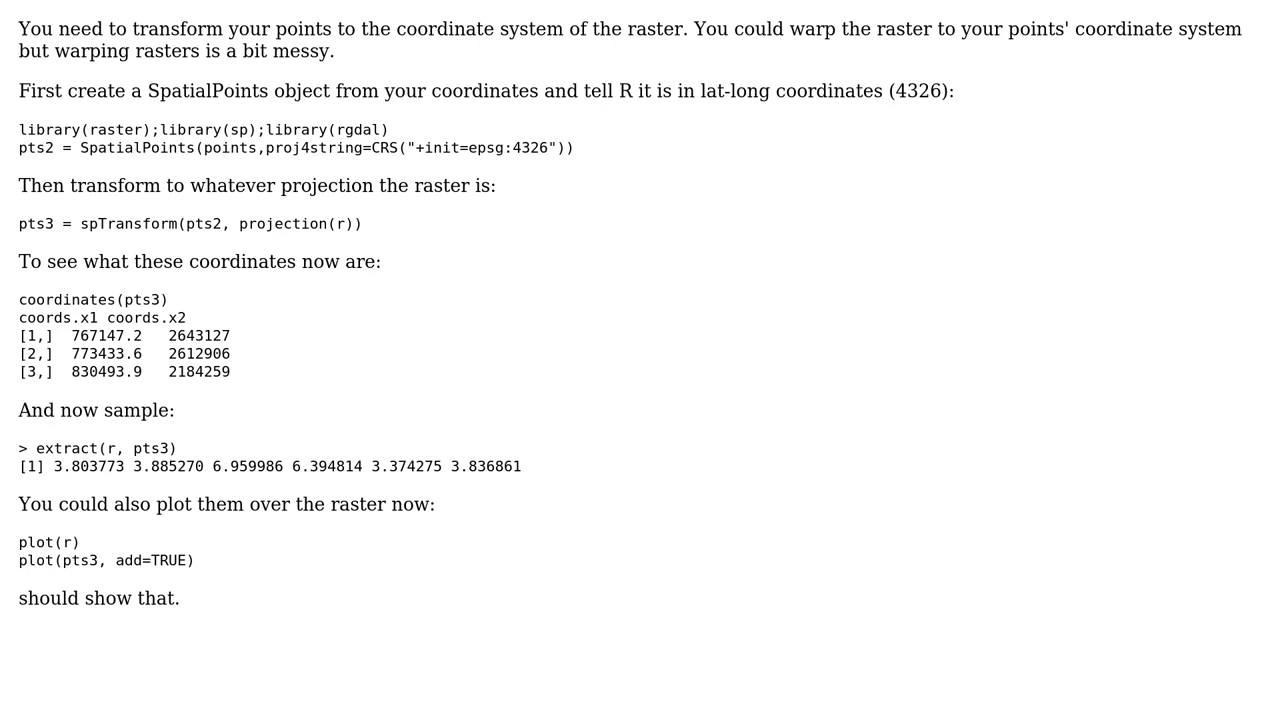 You need to transform your points to the coordinate system of the raster. You could warp the raster to your points' coordinate system
but warping rasters is a bit messy.
First create a SpatialPoints object from your coordinates and tell R it is in lat-long coordinates (4326):
library(raster);library(sp);library(rgdal)
pts2 = SpatialPoints(points,proj4string=CRS("+init=epsg:4326"))
Then transform to whatever projection the raster is:
pts3 = spTransform(pts2, projection(r))
To see what these coordinates now are:
coordinates(pts3)
coords.x1 coords.x2
[1,]  767147.2   2643127
[2,]  773433.6   2612906
[3,]  830493.9   2184259
And now sample:
> extract(r, pts3)
[1] 3.803773 3.885270 6.959986 6.394814 3.374275 3.836861
You could also plot them over the raster now:
plot(r)
plot(pts3, add=TRUE)
should show that.